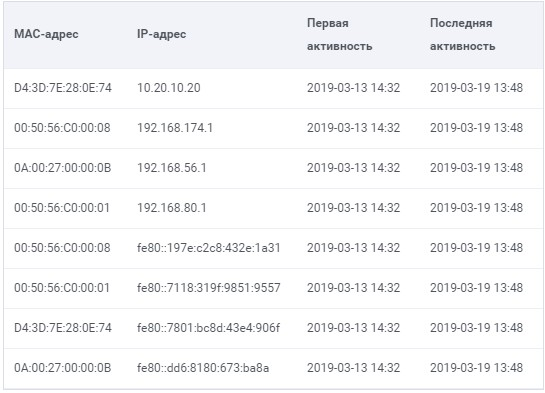 MAC-адрес IP-адрес Первая активность Последняя активность
D4:3D:7E:28:0E:74 10.20.10.20 2019-03-13 14:32 2019-03-19 13:48
00:50:56:C0:00:08 192.168.174.1 2019-03-13 14:32 2019-03-19 13:48
0A:00:27:00:00:0B 192.168.56.1 2019-03-13 14:32 2019-03-19 13:48
00:50:56:C0:00:01 192.168.80.1 2019-03-13 14:32 2019-03-19 13:48
00:50:56:C0:00:08 fe80::197e:c2c8:432e:1a31 2019-03-13 14:32 2019-03-19 13:48
00:50:56:C0:00:01 fe80::7118:319f:9851:9557 2019-03-13 14:32 2019-03-19 13:48
D4:3D:7E:28:0E:74 fe80::7801:bc8d:43e4:906f 2019-03-13 14:32 2019-03-19 13:48
0A:00:27:00:00:0B fe80::dd6:8180:673:ba8a 2019-03-13 14:32 2019-03-19 13:48